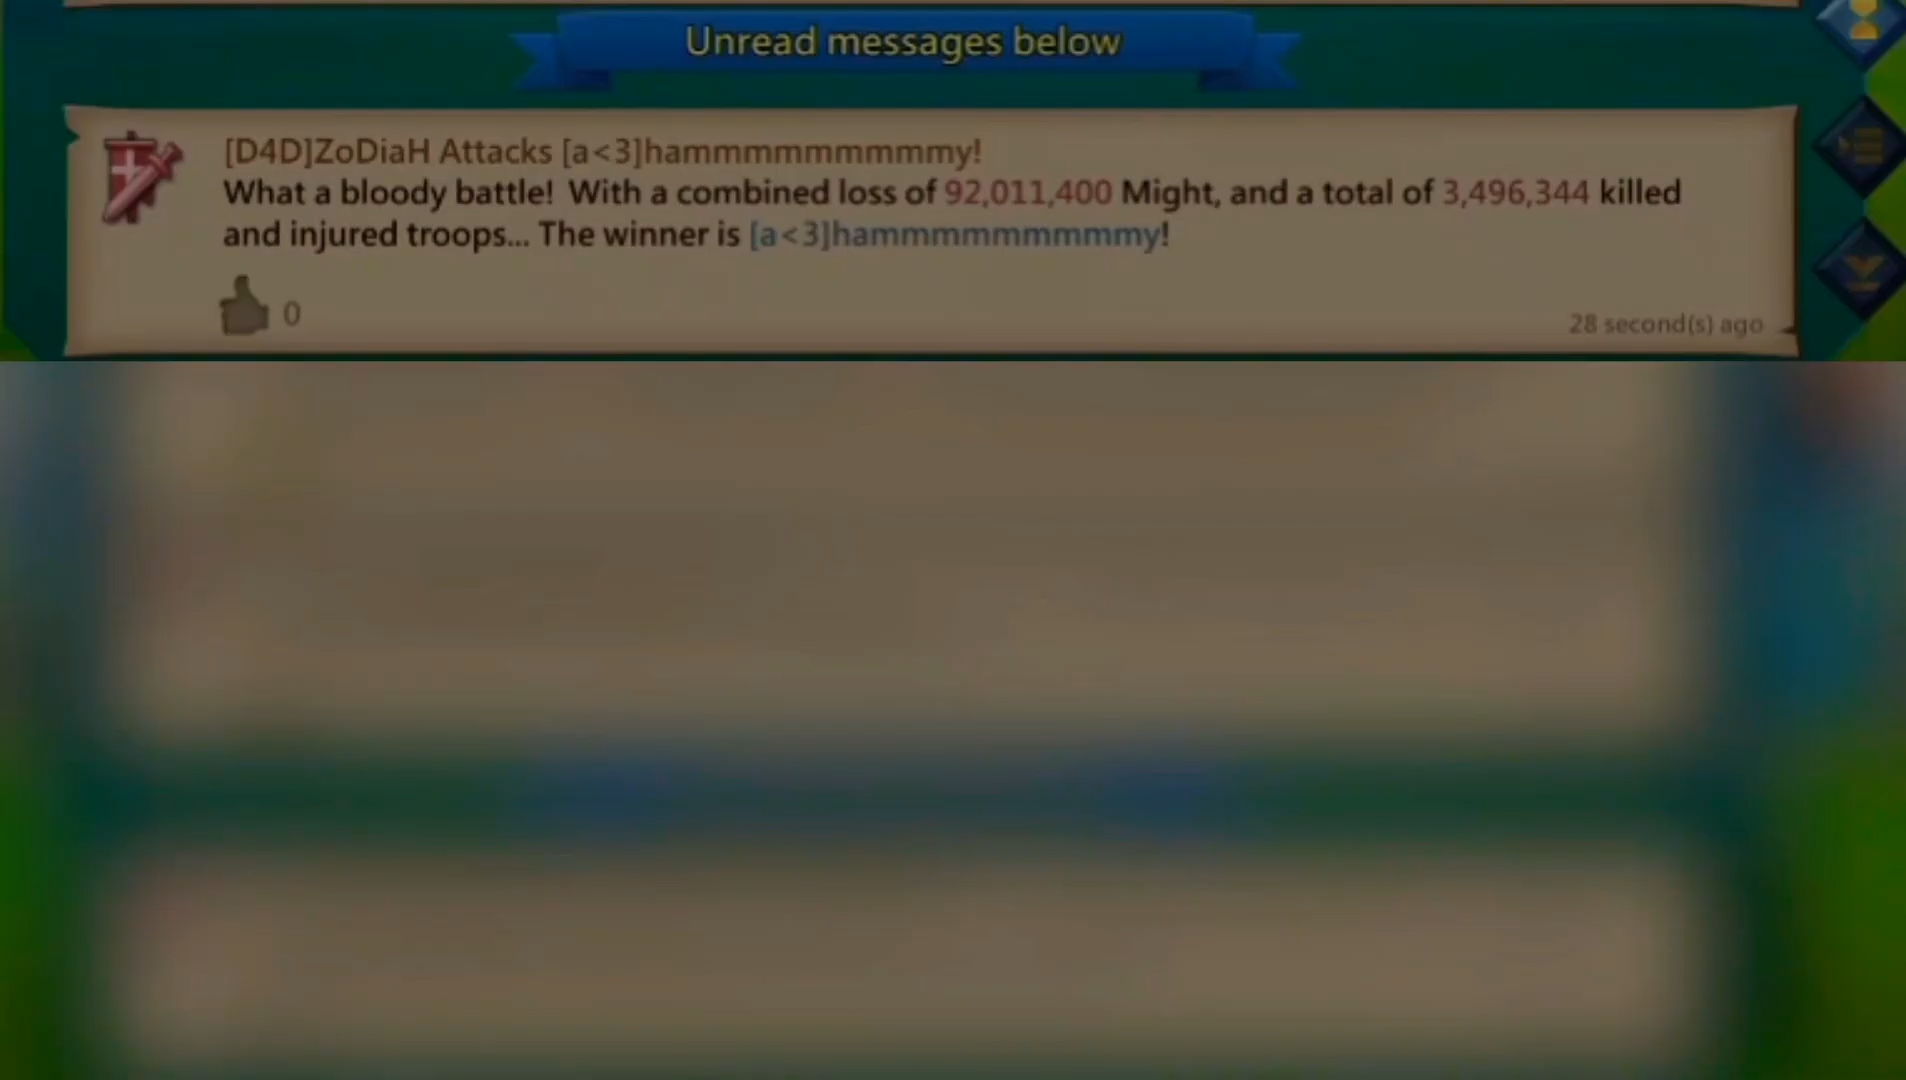 Unread messages below
[D4D]ZoDiaH Attacks [a<3]hammmmmmmmmy!
What a bloody battle! With a combined loss of 92,011,400 Might, and a total of 3,496,344 killed
and injured troops... The winner is [a<3]hammmmmmmmmy!
0
28 second(s) ago